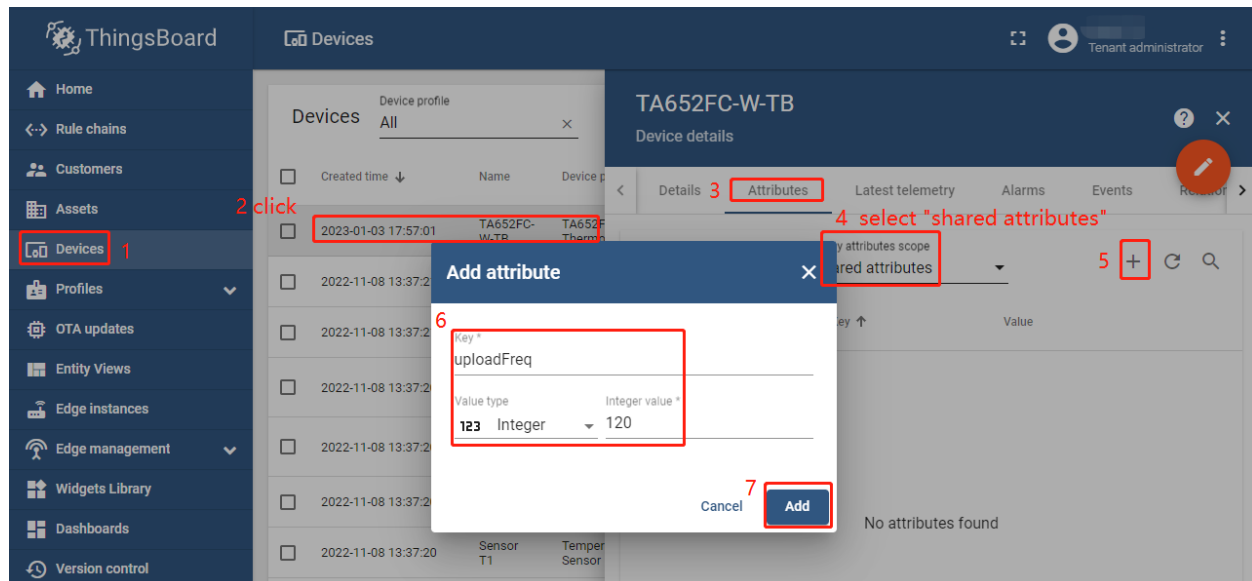 ThingsBoard
Devices
Tenant administrator
Home
Rule chains
Customers
Assets
Devices
1
Profiles
OTA updates
Entity Views
Edge instances
Edge management
Widgets Library
Dashboards
Version control
Devices
Device profile
All
Created time
Name
Device p
2 click
2023-01-03 17:57:01
TA652FC-
W-TB
TA652F
Thermo
2022-11-08 13:37:2
2022-11-08 13:37:2
2022-11-08 13:37:20
2022-11-08 13:37:20
2022-11-08 13:37:20
2022-11-08 13:37:20
Sensor
T1
Temper
Sensor
TA652FC-W-TB
Device details
Details
3
Attributes
Latest telemetry
Alarms
Events
4 select "shared attributes"
y attributes scope
ared attributes
5
ey
Value
No attributes found
Add attribute
6
Key *
uploadFreq
Value type
123 Integer
Integer value *
120
Cancel
7
Add